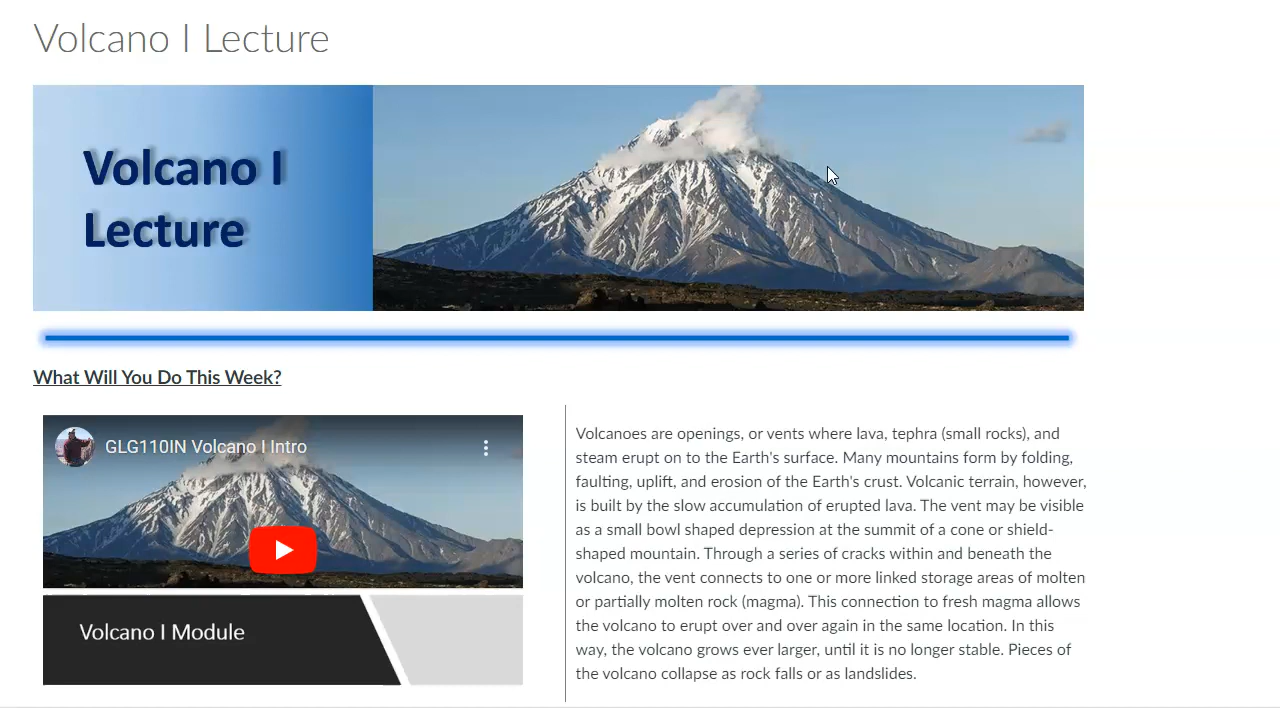 Volcano I Lecture
Volcano I
Lecture
What Will You Do This Week?
GLG110IN Volcano I Intro
Volcano I Module
Volcanoes are openings, or vents where lava, tephra (small rocks), and
steam erupt on to the Earth's surface. Many mountains form by folding,
faulting, uplift, and erosion of the Earth's crust. Volcanic terrain, however,
is built by the slow accumulation of erupted lava. The vent may be visible
as a small bowl shaped depression at the summit of a cone or shield-
shaped mountain. Through a series of cracks within and beneath the
volcano, the vent connects to one or more linked storage areas of molten
or partially molten rock (magma). This connection to fresh magma allows
the volcano to erupt over and over again in the same location. In this
way, the volcano grows ever larger, until it is no longer stable. Pieces of
the volcano collapse as rock falls or as landslides.